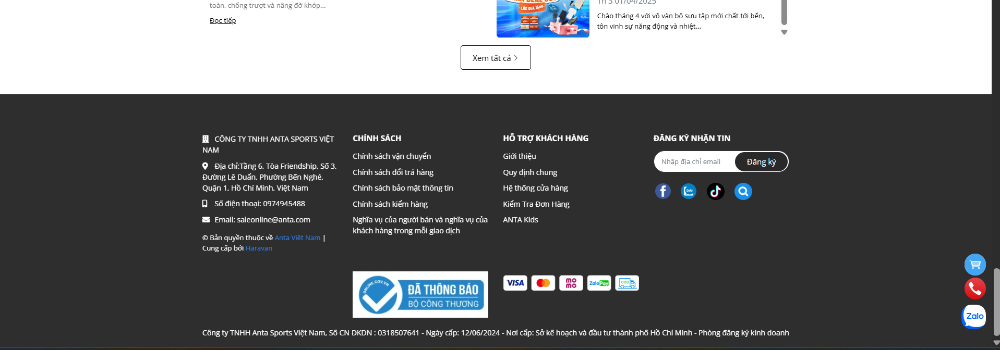 toàn, chống trượt và nâng đỡ khớp...
Đọc tiếp
LỐC QUÀ TẶNG
Th 3 01/04/2025
Chào tháng 4 với vô vàn bộ sưu tập mới chất tới bến,
tôn vinh sự năng động và nhiệt...
Xem tất cả
CÔNG TY TNHH ANTA SPORTS VIỆT
NAM
Địa chỉ:Tầng 6, Tòa Friendship, Số 3,
Đường Lê Duẩn, Phường Bến Nghé,
Quận 1, Hồ Chí Minh, Việt Nam
Số điện thoại: 0974945488
Email: saleonline@anta.com
© Bản quyền thuộc về Anta Việt Nam |
Cung cấp bởi Haravan
CHÍNH SÁCH
Chính sách vận chuyển
Chính sách đổi trả hàng
Chính sách bảo mật thông tin
Chính sách kiểm hàng
Nghĩa vụ của người bán và nghĩa vụ của
khách hàng trong mỗi giao dịch
HỖ TRỢ KHÁCH HÀNG
Giới thiệu
Quy định chung
Hệ thống cửa hàng
Kiểm Tra Đơn Hàng
ANTA Kids
ĐĂNG KÝ NHẬN TIN
Nhập địa chỉ email
Đăng ký
Zalo
ONLINE.GOV.VN
ĐÃ THÔNG BÁO
BỘ CÔNG THƯƠNG
VISA
mo
mo
ZaloPay
COD
Zalo
Công ty TNHH Anta Sports Việt Nam, Số CN ĐKDN : 0318507641 - Ngày cấp: 12/06/2024 - Nơi cấp: Sở kế hoạch và đầu tư thành phố Hồ Chí Minh - Phòng đăng ký kinh doanh